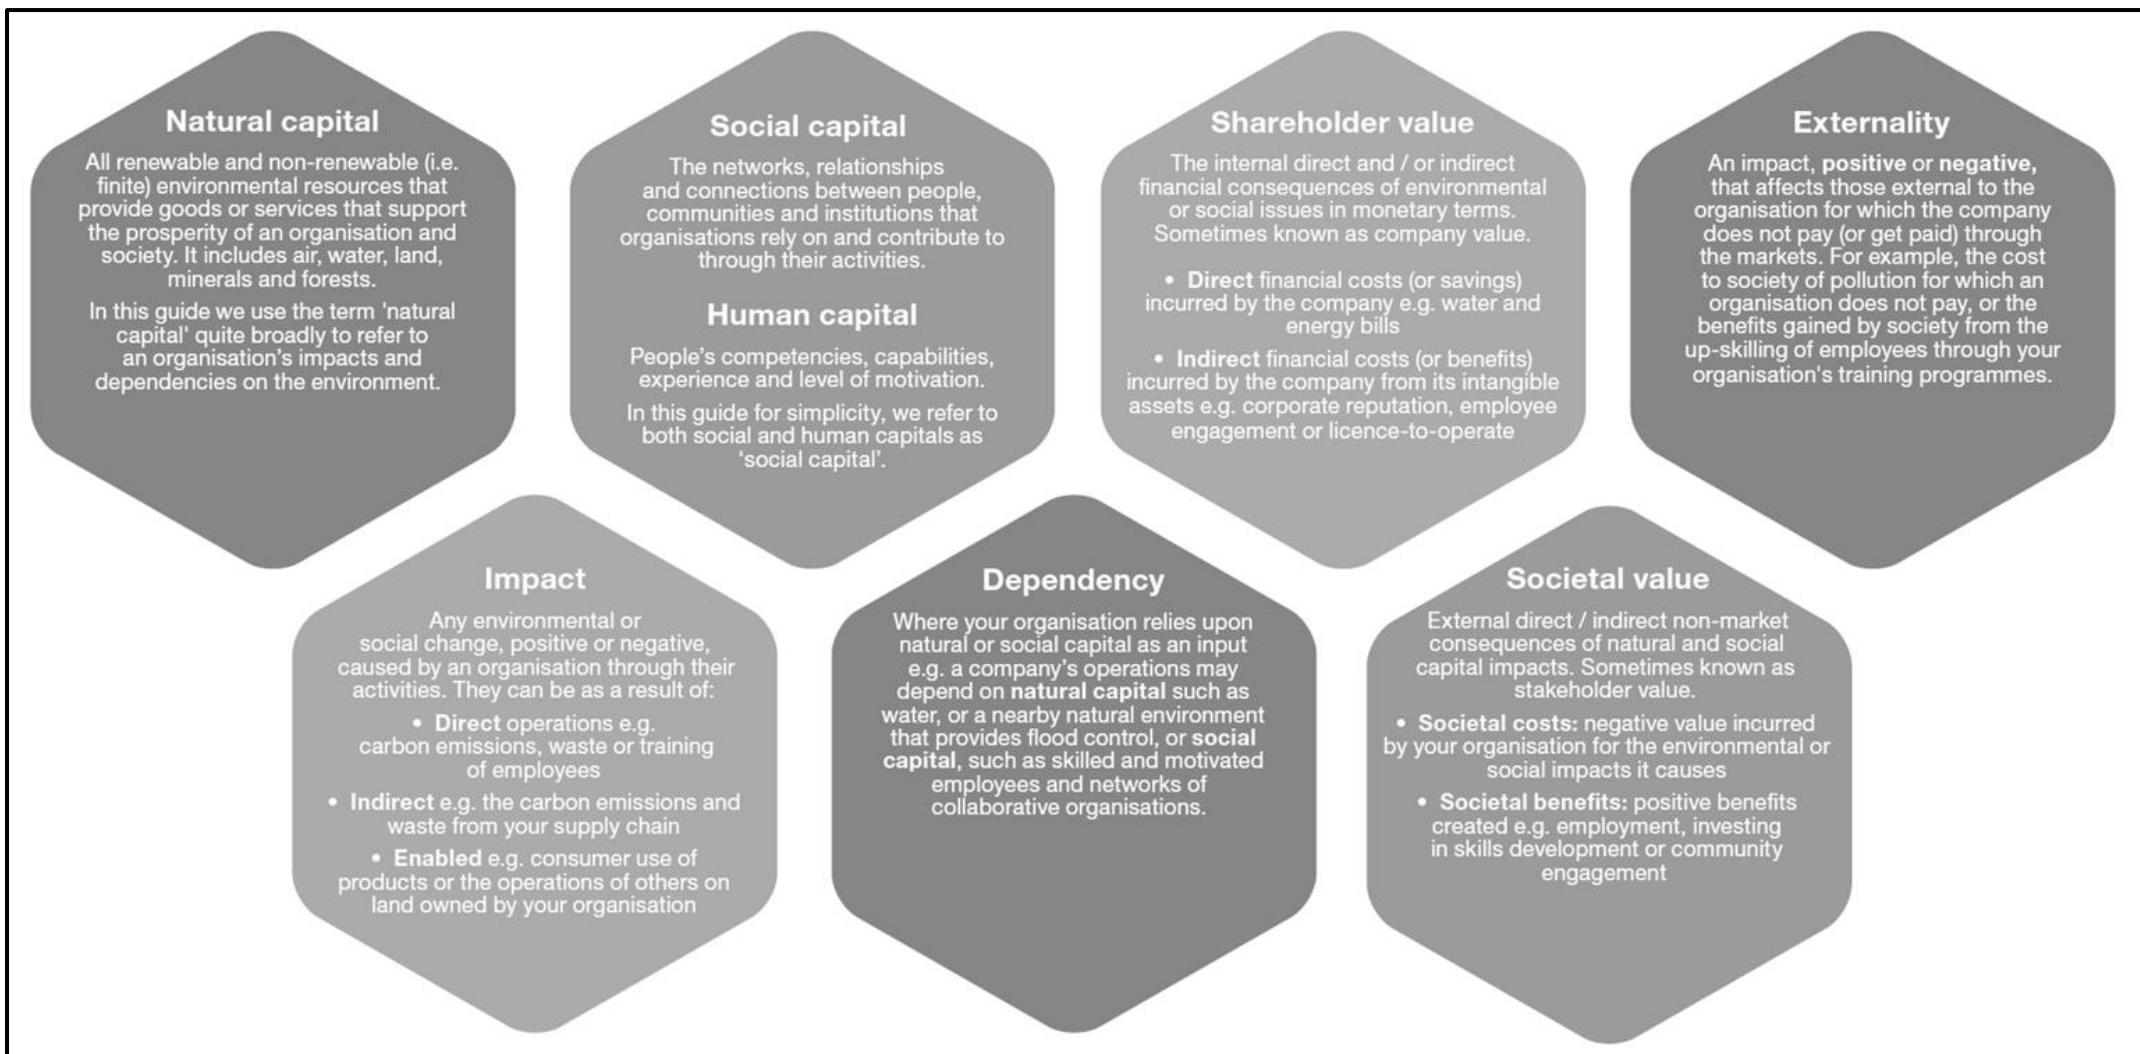 Natural capital
All renewable and non-renewable (i.e.
finite) environmental resources that
provide goods or services that support
the prosperity of an organisation and
society. It includes air, water, land,
minerals and forests.
In this guide we use the term 'natural
capital' quite broadly to refer to
an organisation's impacts and
dependencies on the environment.
Social capital
The networks, relationships
and connections between people,
communities and institutions that
organisations rely on and contribute to
through their activities.
Human capital
People's competencies, capabilities,
experience and level of motivation.
In this guide for simplicity, we refer to
both social and human capitals as
'social capital'.
Shareholder value
The internal direct and / or indirect
financial consequences of environmental
or social issues in monetary terms.
Sometimes known as company value.
• Direct financial costs (or savings)
incurred by the company e.g. water and
energy bills
• Indirect financial costs (or benefits)
incurred by the company from its intangible
assets e.g. corporate reputation, employee
engagement or licence-to-operate
Externality
An impact, positive or negative,
that affects those external to the
organisation for which the company
does not pay (or get paid) through
the markets. For example, the cost
to society of pollution for which an
organisation does not pay, or the
benefits gained by society from the
up-skilling of employees through your
organisation's training programmes.
Impact
Any environmental or
social change, positive or negative,
caused by an organisation through their
activities. They can be as a result of:
• Direct operations e.g.
carbon emissions, waste or training
of employees
• Indirect e.g. the carbon emissions and
waste from your supply chain
• Enabled e.g. consumer use of
products or the operations of others on
land owned by your organisation
Dependency
Where your organisation relies upon
natural or social capital as an input
e.g. a company's operations may
depend on natural capital such as
water, or a nearby natural environment
that provides flood control, or social
capital, such as skilled and motivated
employees and networks of
collaborative organisations.
Societal value
External direct / indirect non-market
consequences of natural and social
capital impacts. Sometimes known as
stakeholder value.
• Societal costs: negative value incurred
by your organisation for the environmental or
social impacts it causes
• Societal benefits: positive benefits
created e.g. employment, investing
in skills development or community
engagement